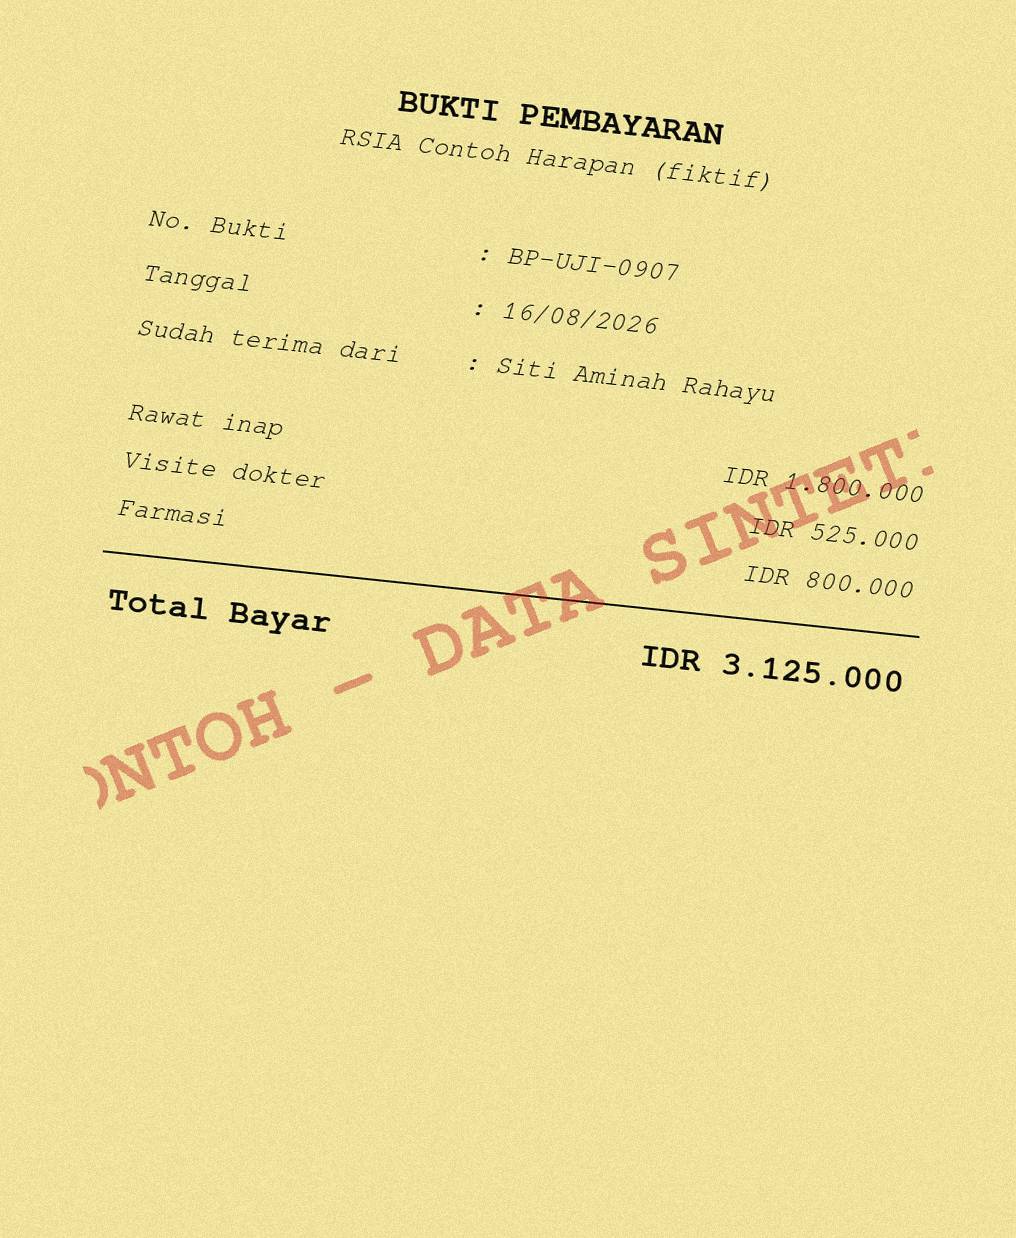 BUKTI PEMBAYARAN
RSIA Contoh Harapan (fiktif)
No. Bukti : BP-UJI-0907
Tanggal : 16/08/2026
Sudah terima dari : Siti Aminah Rahayu
Rawat inap IDR 1.800.000
Visite dokter IDR 525.000
Farmasi IDR 800.000
Total Bayar IDR 3.125.000
— DATA